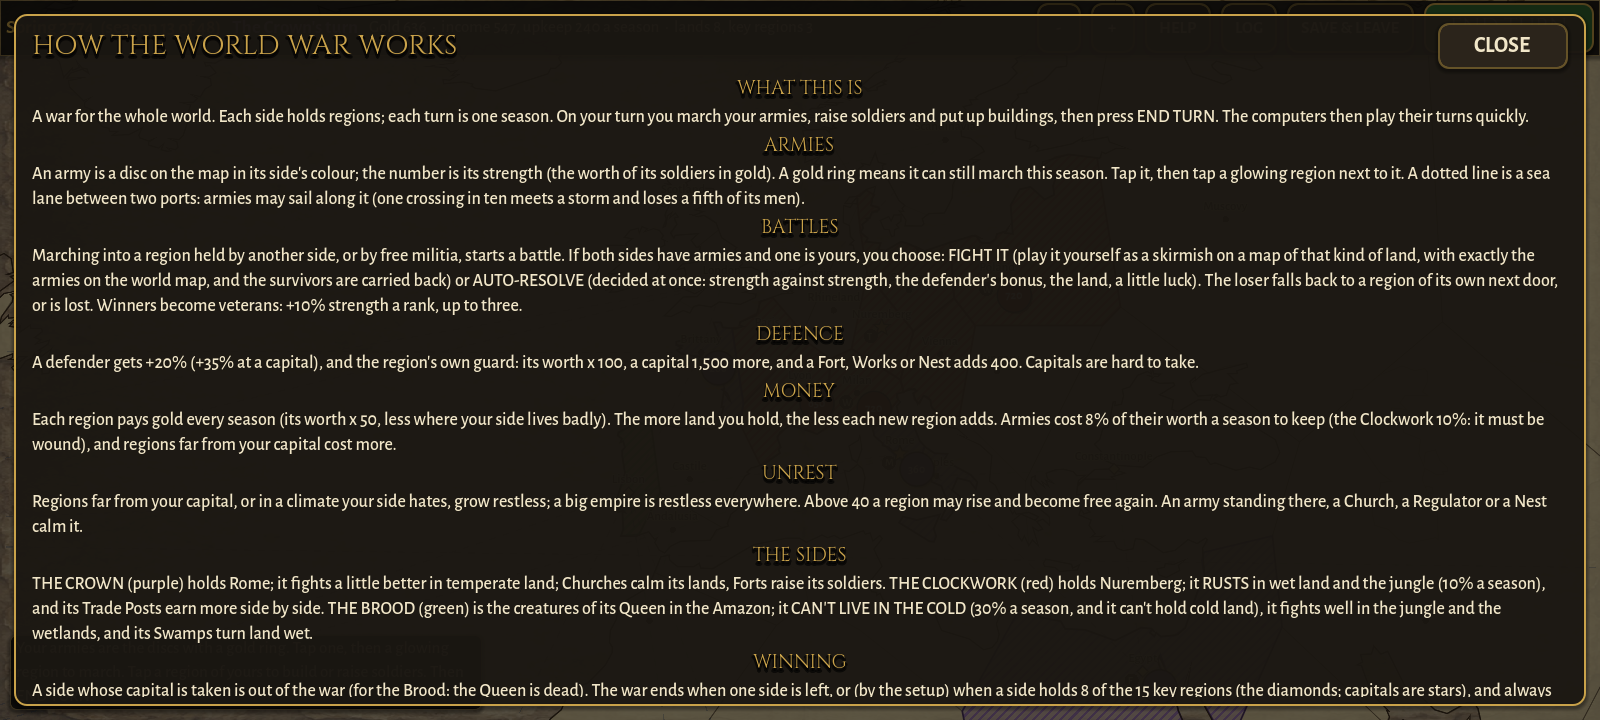 HOW THE WORLD WAR WORKS
CLOSE
WHAT THIS IS
A war for the whole world. Each side holds regions; each turn is one season. On your turn you march your armies, raise soldiers and put up buildings, then press END TURN. The computers then play their turns quickly.
ARMIES
An army is a disc on the map in its side's colour; the number is its strength (the worth of its soldiers in gold). A gold ring means it can still march this season. Tap it, then tap a glowing region next to it. A dotted line is a sea
lane between two ports: armies may sail along it (one crossing in ten meets a storm and loses a fifth of its men).
BATTLES
Marching into a region held by another side, or by free militia, starts a battle. If both sides have armies and one is yours, you choose: FIGHT IT (play it yourself as a skirmish on a map of that kind of land, with exactly the
armies on the world map, and the survivors are carried back) or AUTO-RESOLVE (decided at once: strength against strength, the defender's bonus, the land, a little luck). The loser falls back to a region of its own next door,
or is lost. Winners become veterans: +10% strength a rank, up to three.
DEFENCE
A defender gets +20% (+35% at a capital), and the region's own guard: its worth x 100, a capital 1,500 more, and a Fort, Works or Nest adds 400. Capitals are hard to take.
MONEY
Each region pays gold every season (its worth x 50, less where your side lives badly). The more land you hold, the less each new region adds. Armies cost 8% of their worth a season to keep (the Clockwork 10%: it must be
wound), and regions far from your capital cost more.
UNREST
Regions far from your capital, or in a climate your side hates, grow restless; a big empire is restless everywhere. Above 40 a region may rise and become free again. An army standing there, a Church, a Regulator or a Nest
calm it.
THE SIDES
THE CROWN (purple) holds Rome; it fights a little better in temperate land; Churches calm its lands, Forts raise its soldiers. THE CLOCKWORK (red) holds Nuremberg; it RUSTS in wet land and the jungle (10% a season),
and its Trade Posts earn more side by side. THE BROOD (green) is the creatures of its Queen in the Amazon; it CAN'T LIVE IN THE COLD (30% a season, and it can't hold cold land), it fights well in the jungle and the
wetlands, and its Swamps turn land wet.
WINNING
A side whose capital is taken is out of the war (for the Brood: the Queen is dead). The war ends when one side is left, or (by the setup) when a side holds 8 of the 15 key regions (the diamonds; capitals are stars), and always